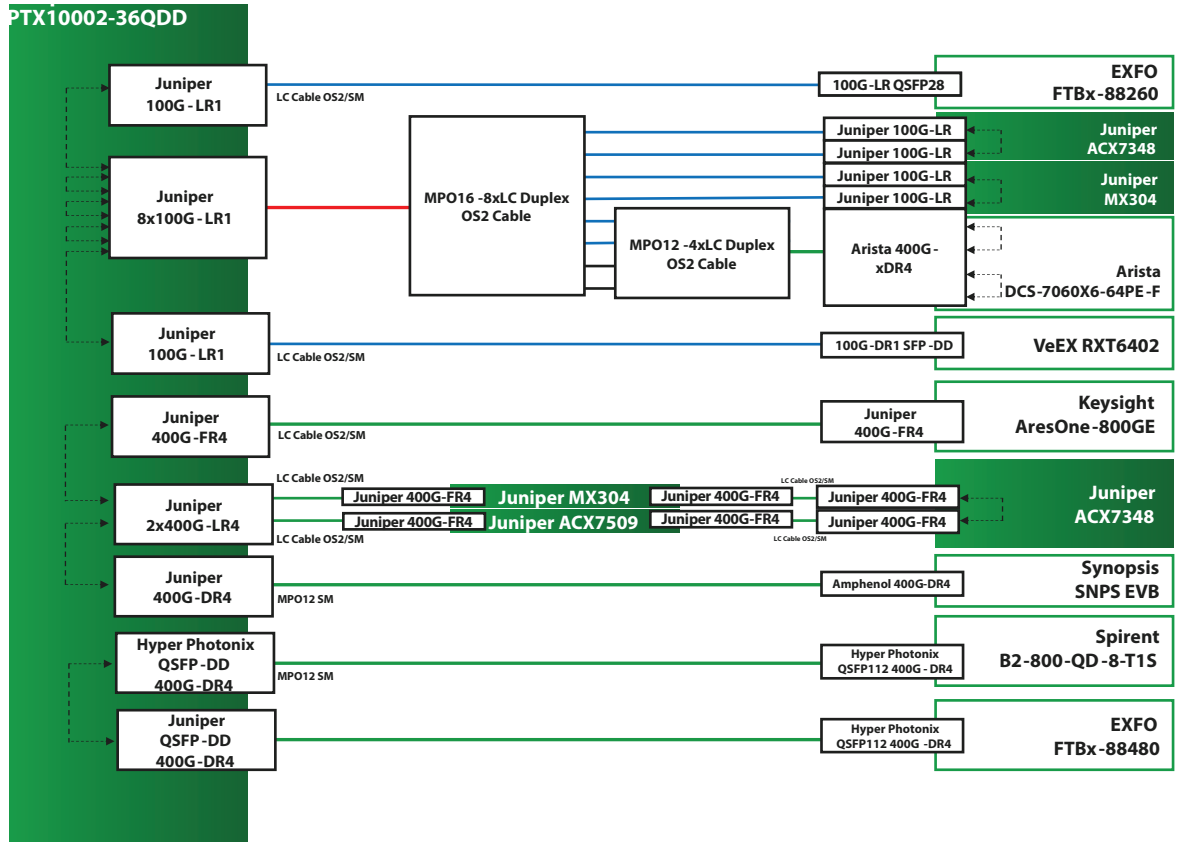 PTX10002-36QDD
Juniper
100G - LR1
LC Cable OS2/SM
100G-LR QSFP28
EXFO
FTBx-88260
Juniper
8x100G - LR1
MPO16 -8xLC Duplex
OS2 Cable
MPO12 -4xLC Duplex
OS2 Cable
Juniper 100G-LR
Juniper 100G-LR
Juniper 100G-LR
Juniper 100G-LR
Arista 400G -
xDR4
Juniper
ACX7348
Juniper
MX304
Arista
DCS-7060X6-64PE-F
Juniper
100G - LR1
LC Cable OS2/SM
100G-DR1 SFP -DD
VeEX RXT6402
Juniper
400G-FR4
LC Cable OS2/SM
Juniper
400G-FR4
Keysight
AresOne-800GE
Juniper
2x400G-LR4
LC Cable OS2/SM
LC Cable OS2/SM
Juniper 400G-FR4
Juniper MX304
Juniper 400G-FR4
LC Cable OS2/SM
Juniper 400G-FR4
Juniper 400G-FR4
Juniper ACX7509
Juniper 400G-FR4
LC Cable OS2/SM
Juniper 400G-FR4
Juniper
ACX7348
Juniper
400G-DR4
MPO12 SM
Amphenol 400G-DR4
Synopsis
SNPS EVB
Hyper Photonix
QSFP -DD
400G-DR4
MPO12 SM
Hyper Photonix
QSFP112 400G - DR4
Spirent
B2-800-QD-8-T1S
Juniper
QSFP -DD
400G-DR4
Hyper Photonix
QSFP112 400G -DR4
EXFO
FTBx-88480